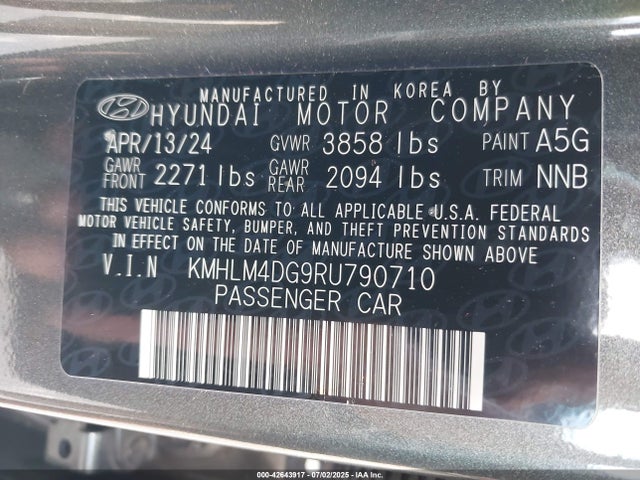 MANUFACTURED IN KOREA BY
HYUNDAI MOTOR COMPANY
APR/13/24 GVWR 3858 lbs PAINT A5G
GAWR FRONT 2271 lbs GAWR REAR 2094 lbs TRIM NNB
THIS VEHICLE CONFORMS TO ALL APPLICABLE U.S.A. FEDERAL
MOTOR VEHICLE SAFETY, BUMPER, AND THEFT PREVENTION STANDARDS
IN EFFECT ON THE DATE OF MANUFACTURE SHOWN ABOVE
V.I.N KMHLM4DG9RU790710
PASSENGER CAR
000-42643917 | 07/02/2025 - IAA, Inc.